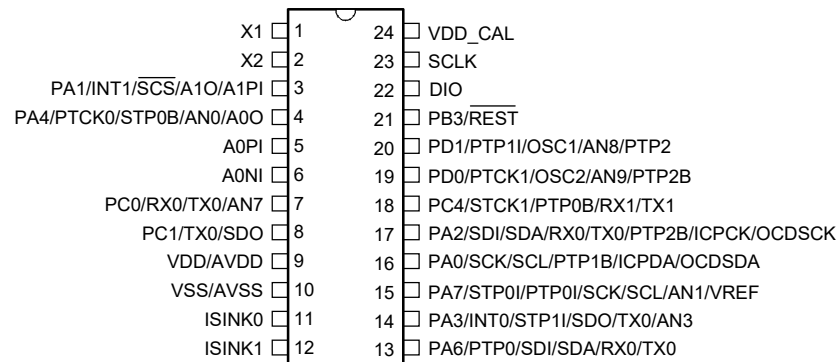 X1 1 24 VDD_CAL
X2 2 23 SCLK
PA1/INT1/SCS/A1O/A1PI 3 22 DIO
PA4/PTCK0/STP0B/AN0/A0O 4 21 PB3/REST
A0PI 5 20 PD1/PTP1I/OSC1/AN8/PTP2
A0NI 6 19 PD0/PTCK1/OSC2/AN9/PTP2B
PC0/RX0/TX0/AN7 7 18 PC4/STCK1/PTP0B/RX1/TX1
PC1/TX0/SDO 8 17 PA2/SDI/SDA/RX0/TX0/PTP2B/ICPCK/OCDSCK
VDD/AVDD 9 16 PA0/SCK/SCL/PTP1B/ICPDA/OCDSDA
VSS/AVSS 10 15 PA7/STP0I/PTP0I/SCK/SCL/AN1/VREF
ISINK0 11 14 PA3/INT0/STP1I/SDO/TX0/AN3
ISINK1 12 13 PA6/PTP0/SDI/SDA/RX0/TX0